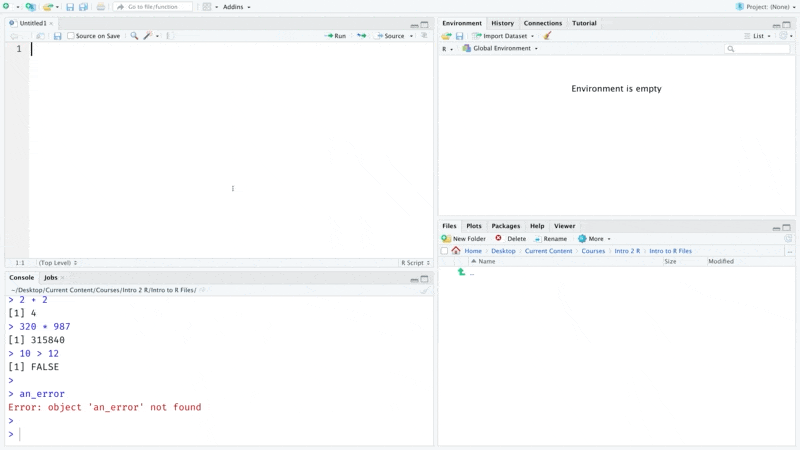 Go to file/function
Addins
Project: (None)
Untitled1
Source on Save
Run
Source
1
1:1
(Top Level)
R Script
Console
Jobs
~/Desktop/Current Content/Courses/Intro 2 R/Intro to R Files/
> 2 + 2
[1] 4
> 320 * 987
[1] 315840
> 10 > 12
[1] FALSE
>
> an_error
Error: object 'an_error' not found
>
>
Environment
History
Connections
Tutorial
Import Dataset
List
R
Global Environment
Environment is empty
Files
Plots
Packages
Help
Viewer
New Folder
Delete
Rename
More
Home
Desktop
Current Content
Courses
Intro 2 R
Intro to R Files
...
Name
Size
Modified
..